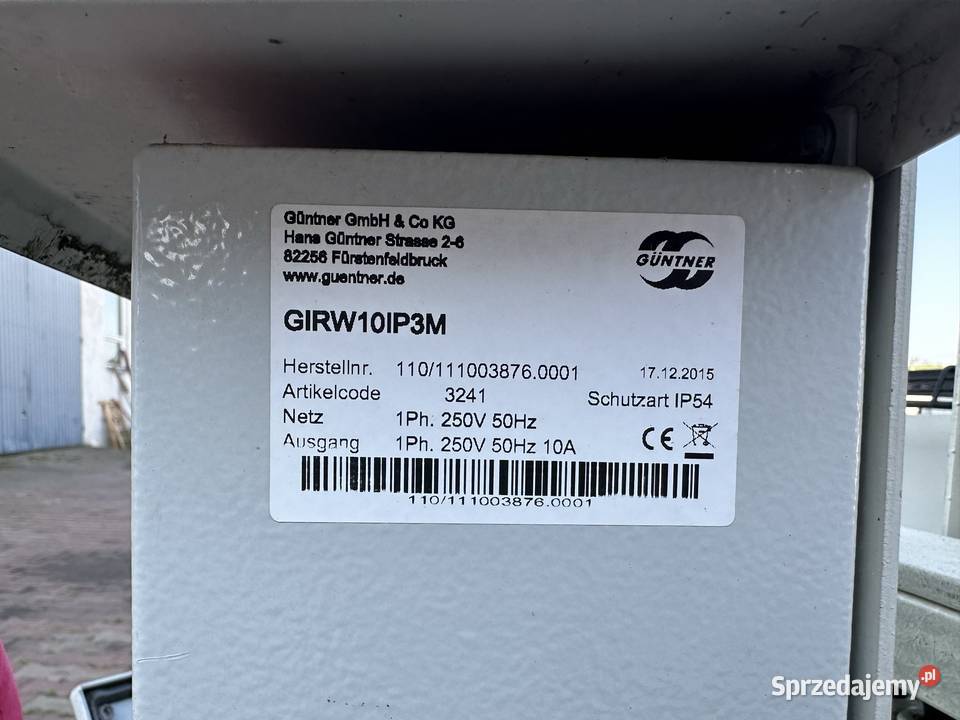 Güntner GmbH & Co KG
Hans Güntner Strasse 2-6
82256 Fürstenfeldbruck
www.guentner.de
GÜNTNER
GIRW10IP3M
Herstellnr. 110/111003876.0001 17.12.2015
Artikelcode 3241 Schutzart IP54
Netz 1Ph. 250V 50Hz
Ausgang 1Ph. 250V 50Hz 10A
CE
110/111003876.0001
Sprzedajemy.pl